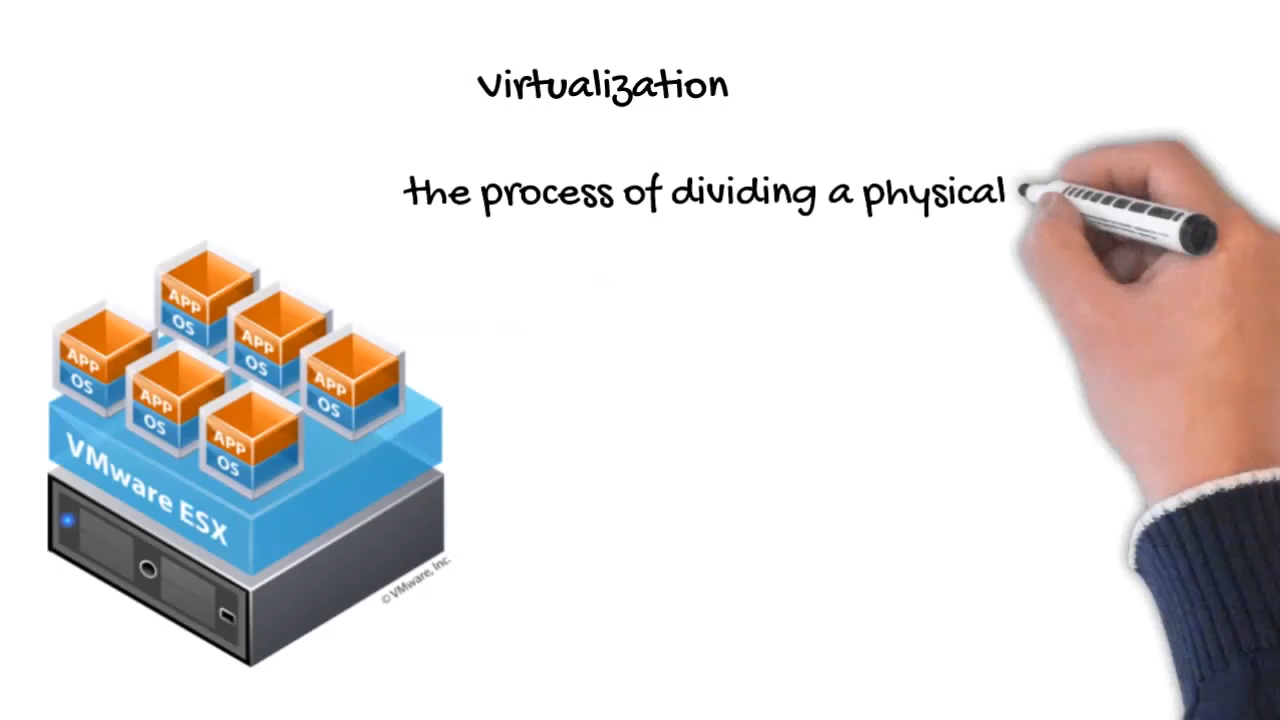 Virtualization
the process of dividing a physical
APP
OS
APP
OS
APP
OS
APP
OS
APP
OS
APP
OS
VMware ESX
© VMware, Inc.